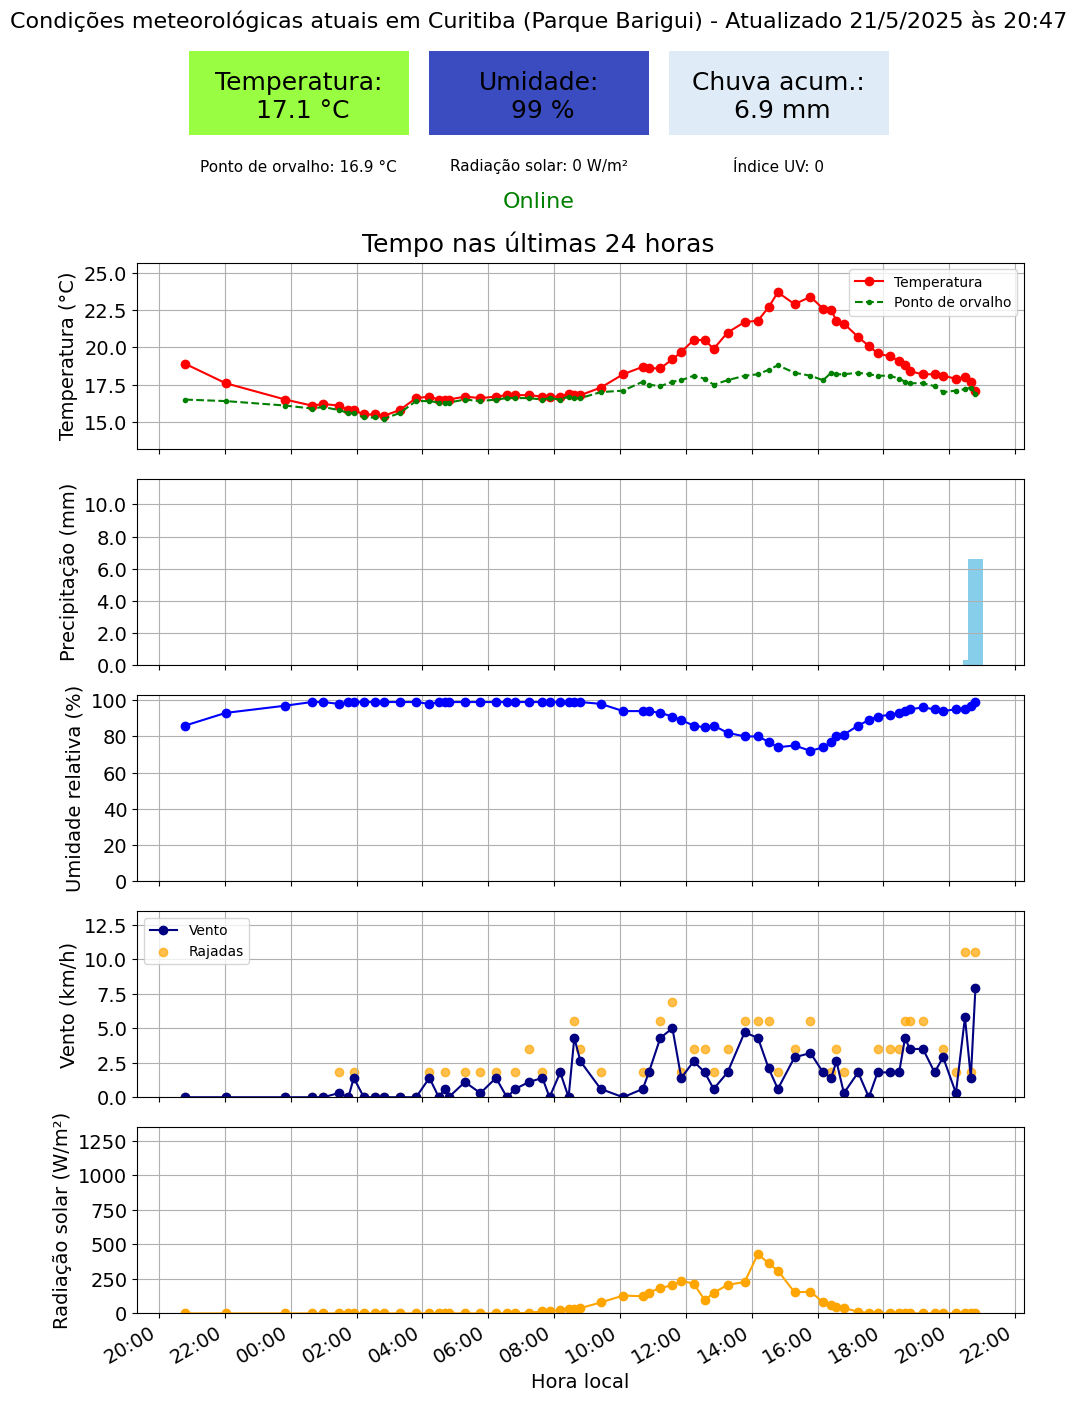 Condições meteorológicas atuais em Curitiba (Parque Barigui) - Atualizado 21/5/2025 às 20:47
Temperatura:
17.1 °C
Umidade:
99 %
Chuva acum.:
6.9 mm
Ponto de orvalho: 16.9 °C
Radiação solar: 0 W/m²
Índice UV: 0
Online
Tempo nas últimas 24 horas
Temperatura (°C)
25.0
22.5
20.0
17.5
15.0
Temperatura
Ponto de orvalho
Precipitação (mm)
10.0
8.0
6.0
4.0
2.0
0.0
Umidade relativa (%)
100
80
60
40
20
0
Vento (km/h)
12.5
10.0
7.5
5.0
2.5
0.0
Vento
Rajadas
Radiação solar (W/m²)
1250
1000
750
500
250
0
20:00
22:00
00:00
02:00
04:00
06:00
08:00
10:00
12:00
14:00
16:00
18:00
20:00
22:00
Hora local